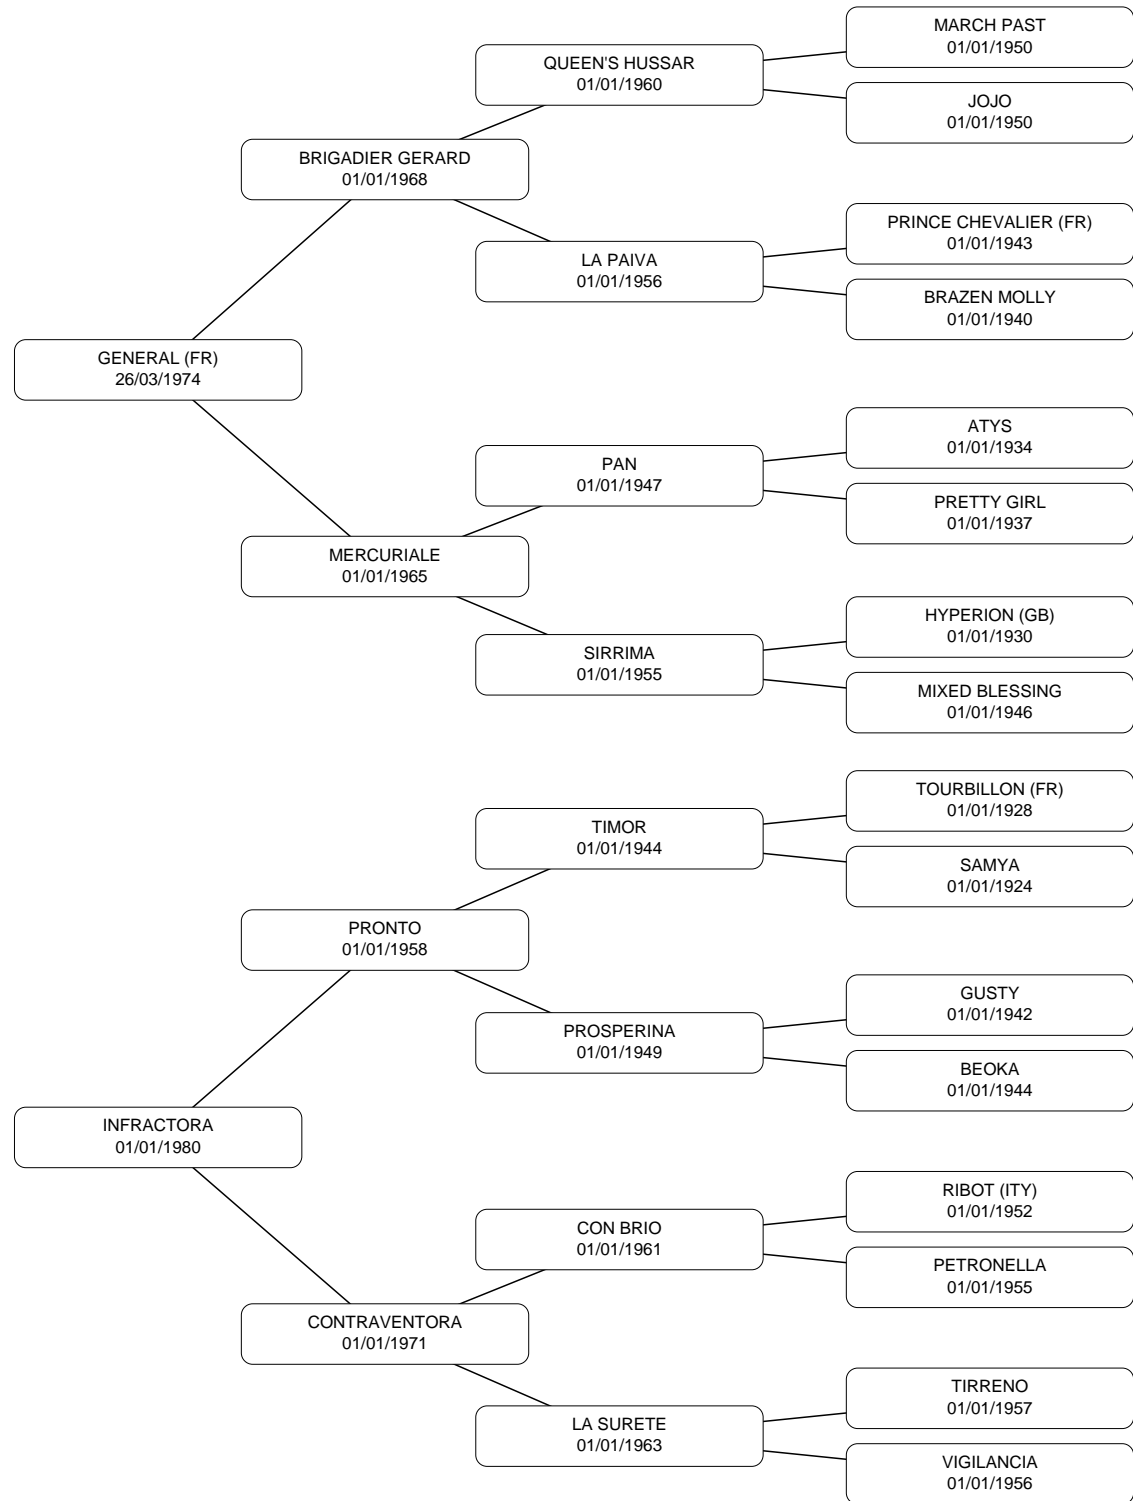 MARCH PAST
01/01/1950
QUEEN'S HUSSAR
01/01/1960
JOJO
01/01/1950
BRIGADIER GERARD
01/01/1968
PRINCE CHEVALIER (FR)
01/01/1943
LA PAIVA
01/01/1956
BRAZEN MOLLY
01/01/1940
GENERAL (FR)
26/03/1974
ATYS
01/01/1934
PAN
01/01/1947
PRETTY GIRL
01/01/1937
MERCURIALE
01/01/1965
HYPERION (GB)
01/01/1930
SIRRIMA
01/01/1955
MIXED BLESSING
01/01/1946
TOURBILLON (FR)
01/01/1928
TIMOR
01/01/1944
SAMYA
01/01/1924
PRONTO
01/01/1958
GUSTY
01/01/1942
PROSPERINA
01/01/1949
BEOKA
01/01/1944
INFRACTORA
01/01/1980
RIBOT (ITY)
01/01/1952
CON BRIO
01/01/1961
PETRONELLA
01/01/1955
CONTRAVENTORA
01/01/1971
TIRRENO
01/01/1957
LA SURETE
01/01/1963
VIGILANCIA
01/01/1956